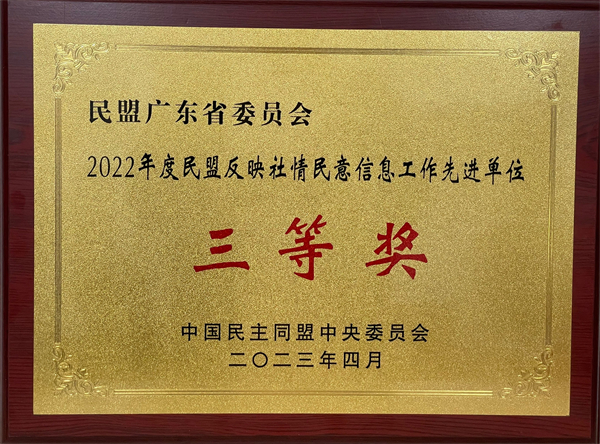 民盟广东省委员会
2022年度民盟反映社情民意信息工作先进单位
三等奖
中国民主同盟中央委员会
二〇二三年四月